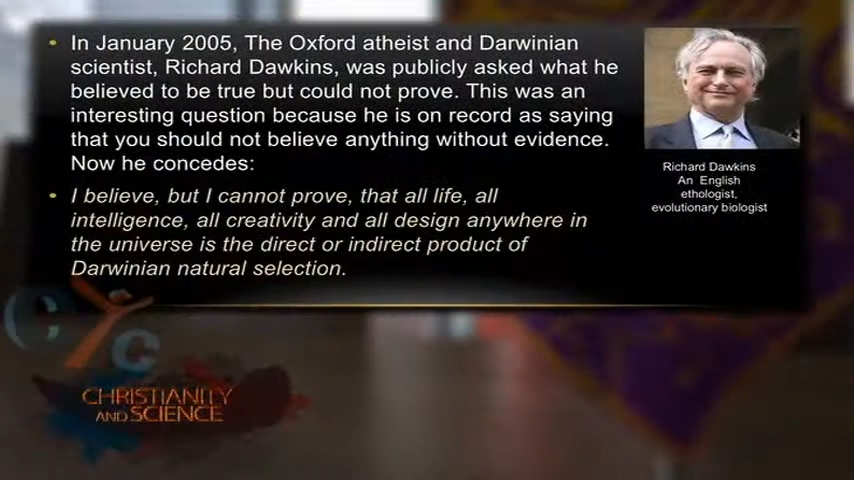 • In January 2005, The Oxford atheist and Darwinian
scientist, Richard Dawkins, was publicly asked what he
believed to be true but could not prove. This was an
interesting question because he is on record as saying
that you should not believe anything without evidence.
Now he concedes:
• I believe, but I cannot prove, that all life, all
intelligence, all creativity and all design anywhere in
the universe is the direct or indirect product of
Darwinian natural selection.
Richard Dawkins
An English
ethologist,
evolutionary biologist
CYC
CHRISTIANITY
AND SCIENCE